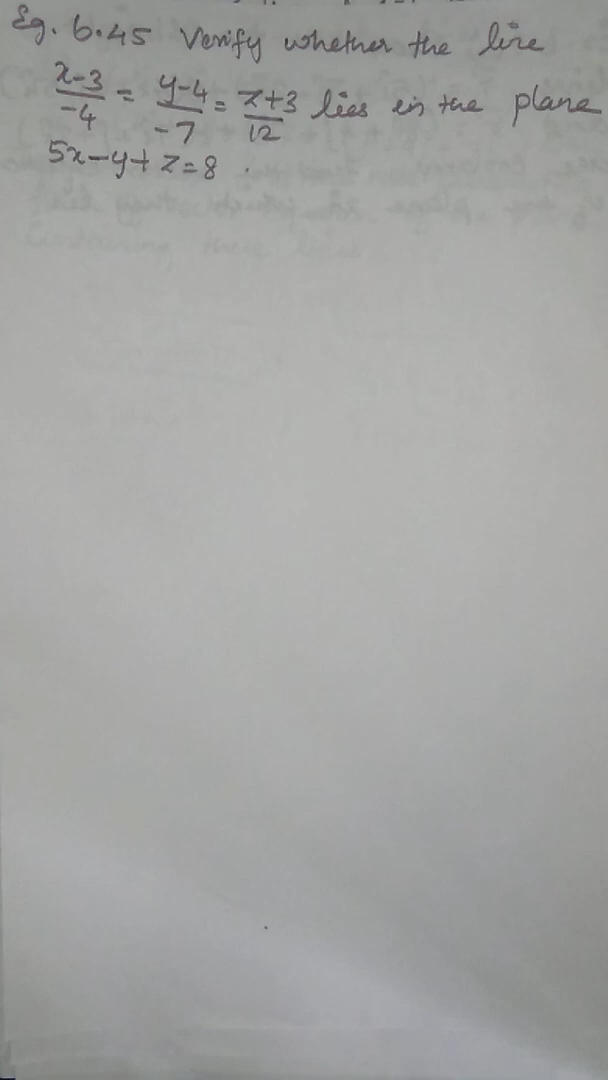 Eg. 6.45 Verify whether the line
x-3/-4 = y-4/-7 = z+3/12 lies in the plane
5x-y+z=8.